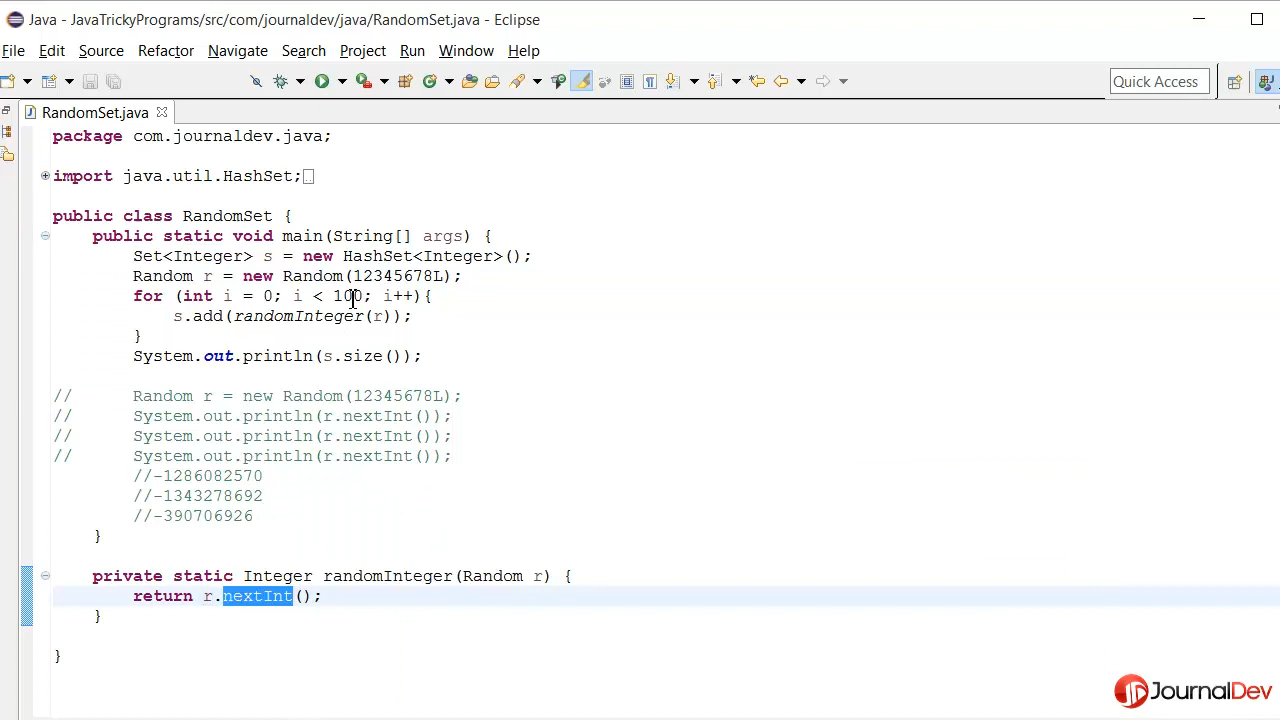 Java - JavaTrickyPrograms/src/com/journaldev/java/RandomSet.java - Eclipse
File Edit Source Refactor Navigate Search Project Run Window Help
Quick Access
RandomSet.java
package com.journaldev.java;
import java.util.HashSet;
public class RandomSet {
public static void main(String[] args) {
Set<Integer> s = new HashSet<Integer>();
Random r = new Random(12345678L);
for (int i = 0; i < 100; i++){
s.add(randomInteger(r));
}
System.out.println(s.size());
// Random r = new Random(12345678L);
// System.out.println(r.nextInt());
// System.out.println(r.nextInt());
// System.out.println(r.nextInt());
//-1286082570
//-1343278692
//-390706926
}
private static Integer randomInteger(Random r) {
return r.nextInt();
}
}
JournalDev